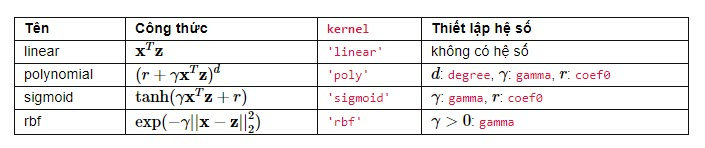 Tên Công thức kernel Thiết lập hệ số
linear $\mathbf{x}^T\mathbf{z}$ 'linear' không có hệ số
polynomial $(r + \gamma\mathbf{x}^T\mathbf{z})^d$ 'poly' $d$: degree, $\gamma$: gamma, $r$: coef0
sigmoid $\tanh(\gamma\mathbf{x}^T\mathbf{z} + r)$ 'sigmoid' $\gamma$: gamma, $r$: coef0
rbf $\exp(-\gamma||\mathbf{x} - \mathbf{z}||_2^2)$ 'rbf' $\gamma > 0$: gamma